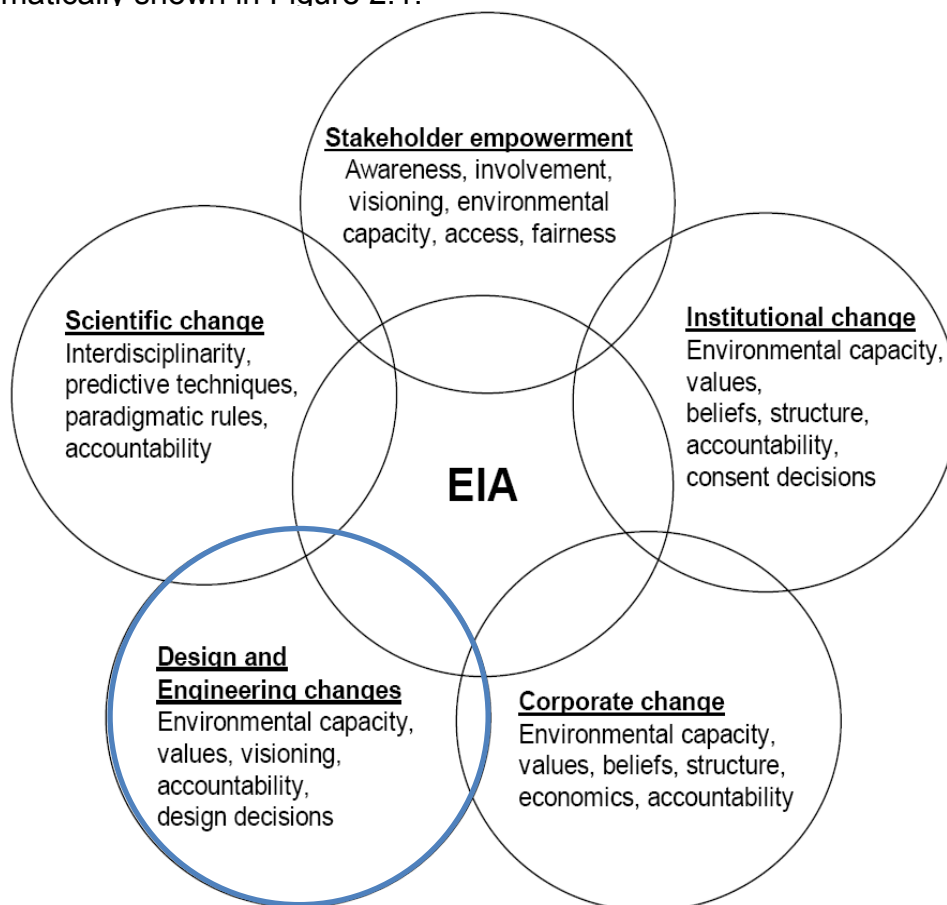 matically shown in Figure 2.1.
Stakeholder empowerment
Awareness, involvement,
visioning, environmental
capacity, access, fairness
Scientific change
Interdisciplinarity,
predictive techniques,
paradigmatic rules,
accountability
Institutional change
Environmental capacity,
values,
beliefs, structure,
accountability,
consent decisions
EIA
Design and
Engineering changes
Environmental capacity,
values, visioning,
accountability,
design decisions
Corporate change
Environmental capacity,
values, beliefs, structure,
economics, accountability